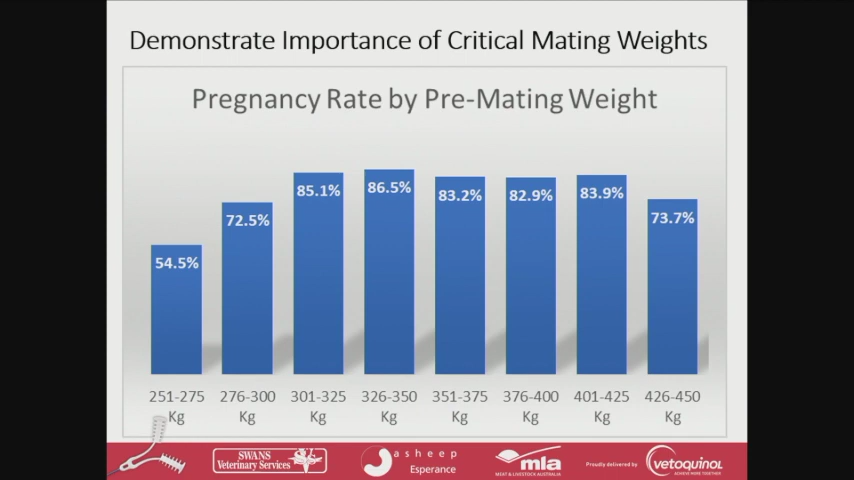 Demonstrate Importance of Critical Mating Weights
Pregnancy Rate by Pre-Mating Weight
54.5%
72.5%
85.1%
86.5%
83.2%
82.9%
83.9%
73.7%
251-275 Kg
276-300 Kg
301-325 Kg
326-350 Kg
351-375 Kg
376-400 Kg
401-425 Kg
426-450 Kg
SWANS
Veterinary Services
asheep
Esperance
mla
MEAT & LIVESTOCK AUSTRALIA
Proudly delivered by
vetoquinol
ACHIEVE MORE TOGETHER